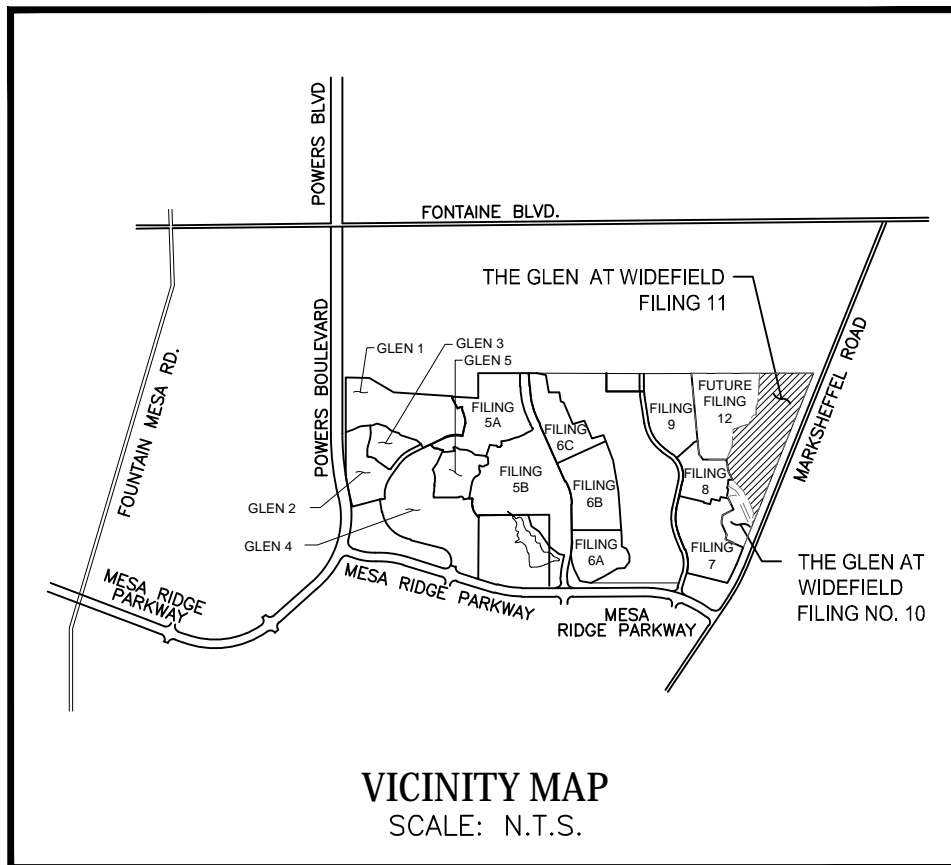 POWERS BLVD
FONTAINE BLVD.
THE GLEN AT WIDEFIELD
FILING 11
POWERS BOULEVARD
FOUNTAIN MESA RD.
MARKSHEFFEL ROAD
GLEN 1
GLEN 3
GLEN 5
FILING
5A
FILING
6C
FILING
9
FUTURE
FILING
12
GLEN 2
FILING
5B
FILING
6B
FILING
8
GLEN 4
FILING
6A
FILING
7
THE GLEN AT
WIDEFIELD
FILING NO. 10
MESA RIDGE
PARKWAY
MESA RIDGE PARKWAY
MESA
RIDGE PARKWAY
VICINITY MAP
SCALE: N.T.S.